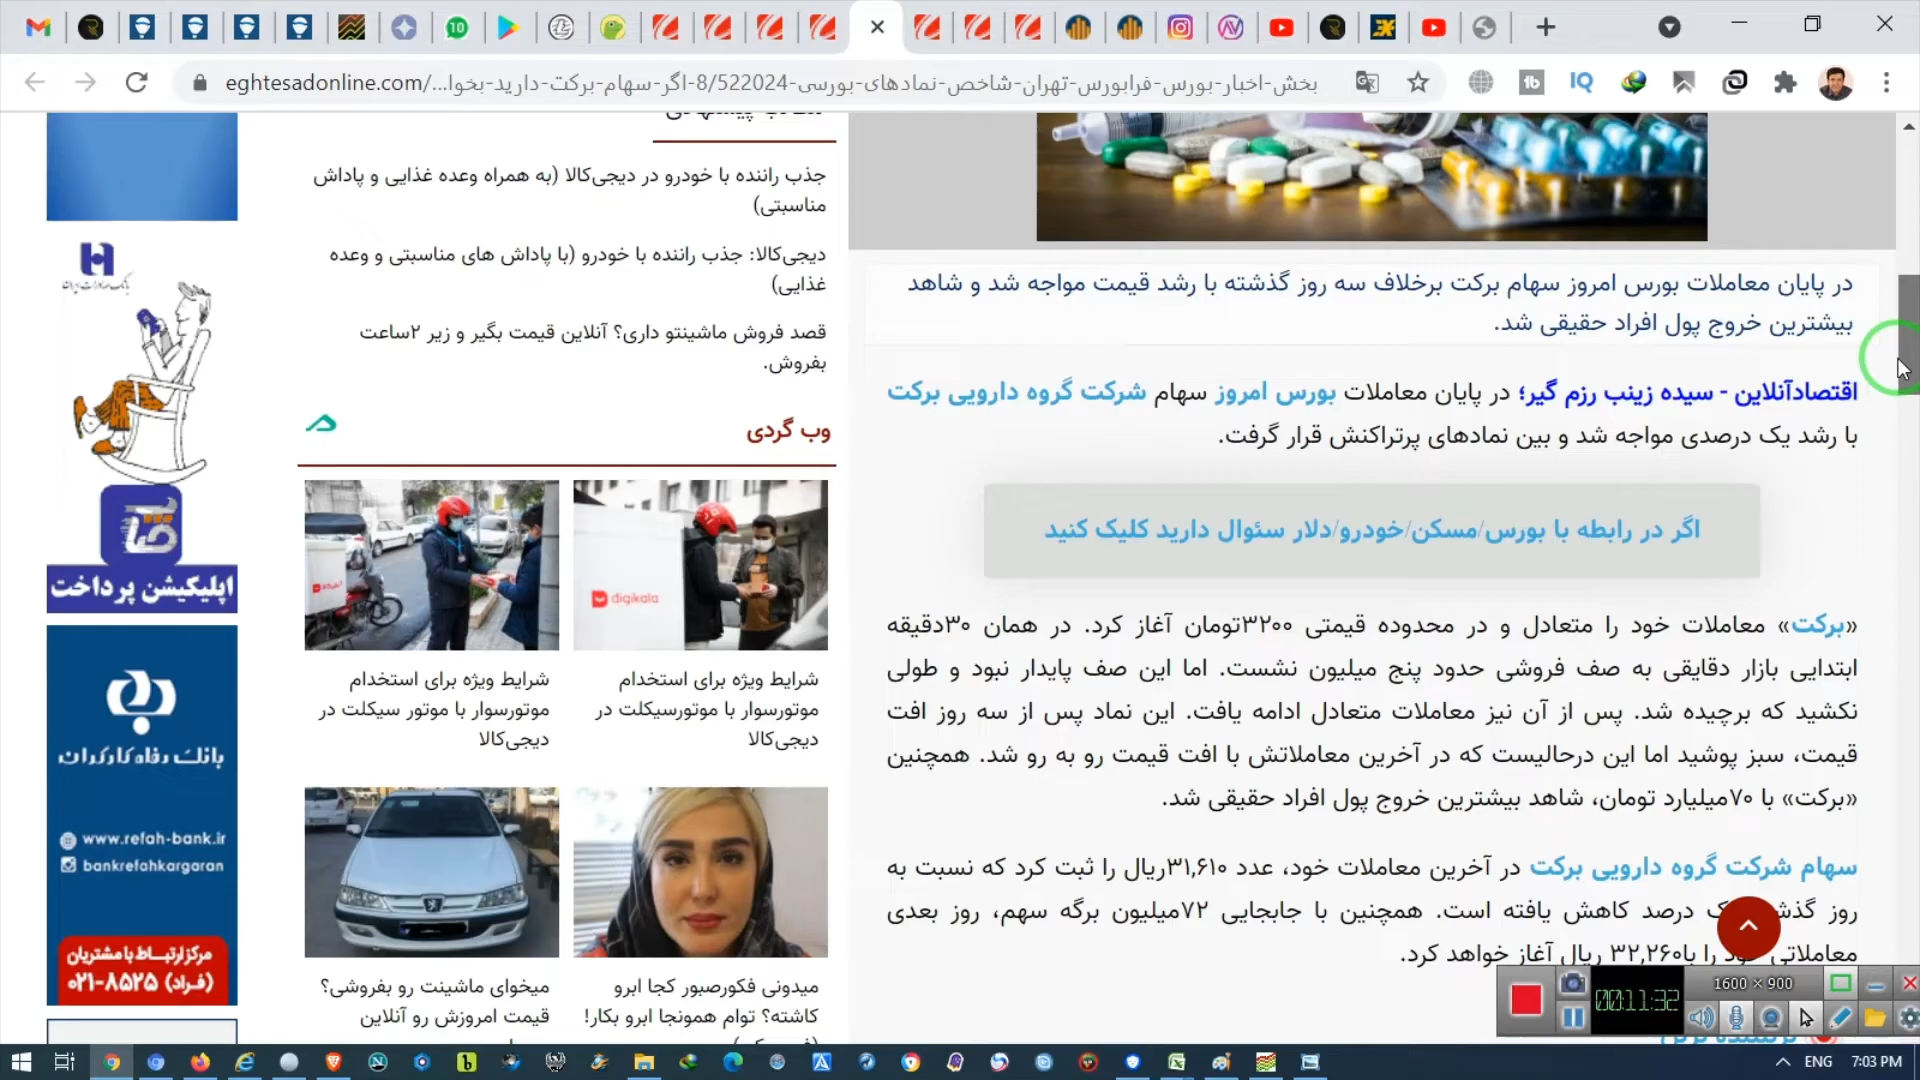 eghtesadonline.com/...بخش-اخبار-بورس-فرابورس-تهران-شاخص-نمادهای-بورسی-8/522024-اگر-سهام-برکت-دارید-بخوا
در پایان معاملات بورس امروز سهام برکت برخلاف سه روز گذشته با رشد قیمت مواجه شد و شاهد
بیشترین خروج پول افراد حقیقی شد.
اقتصادآنلاین - سیده زینب رزم گیر؛ در پایان معاملات بورس امروز سهام شرکت گروه دارویی برکت
با رشد یک درصدی مواجه شد و بین نمادهای پرتراکنش قرار گرفت.
اگر در رابطه با بورس/مسکن/خودرو/دلار سئوال دارید کلیک کنید
«برکت» معاملات خود را متعادل و در محدوده قیمتی ۳۲۰۰تومان آغاز کرد. در همان ۳۰دقیقه
ابتدایی بازار دقایقی به صف فروشی حدود پنج میلیون نشست. اما این صف پایدار نبود و طولی
نکشید که برچیده شد. پس از آن نیز معاملات متعادل ادامه یافت. این نماد پس از سه روز افت
قیمت، سبز پوشید اما این درحالیست که در آخرین معاملاتش با افت قیمت رو به رو شد. همچنین
«برکت» با ۷۰میلیارد تومان، شاهد بیشترین خروج پول افراد حقیقی شد.
سهام شرکت گروه دارویی برکت در آخرین معاملات خود، عدد ۳۱,۶۱۰ریال را ثبت کرد که نسبت به
روز درصد کاهش یافته است. همچنین با جابجایی ۷۲میلیون برگه سهم، روز بعدی
معاملاتی را با۳۲,۲۶۰ ریال آغاز خواهد کرد.
جذب راننده با خودرو در دیجی‌کالا (به همراه وعده غذایی و پاداش
مناسبتی)
دیجی‌کالا: جذب راننده با خودرو (با پاداش های مناسبتی و وعده
غذایی)
قصد فروش ماشینتو داری؟ آنلاین قیمت بگیر و زیر ۲ساعت
بفروش.
وب گردی
digikala
شرایط ویژه برای استخدام
موتورسوار با موتورسیکلت در
دیجی‌کالا
شرایط ویژه برای استخدام
موتورسوار با موتور سیکلت در
دیجی‌کالا
میدونی فکورصبور کجا ابرو
کاشته؟ توام همونجا ابرو بکار!
میخوای ماشینت رو بفروشی؟
قیمت امروزش رو آنلاین
بانک صادرات ایران
اپلیکیشن پرداخت
بانک رفاه کارکران
www.refah-bank.ir
bankrefahkargaran
مرکز ارتباط با مشتریان
(فراد) ۸۵۲۵-۰۲۱
1600 × 900
00:11:32
ENG
7:03 PM